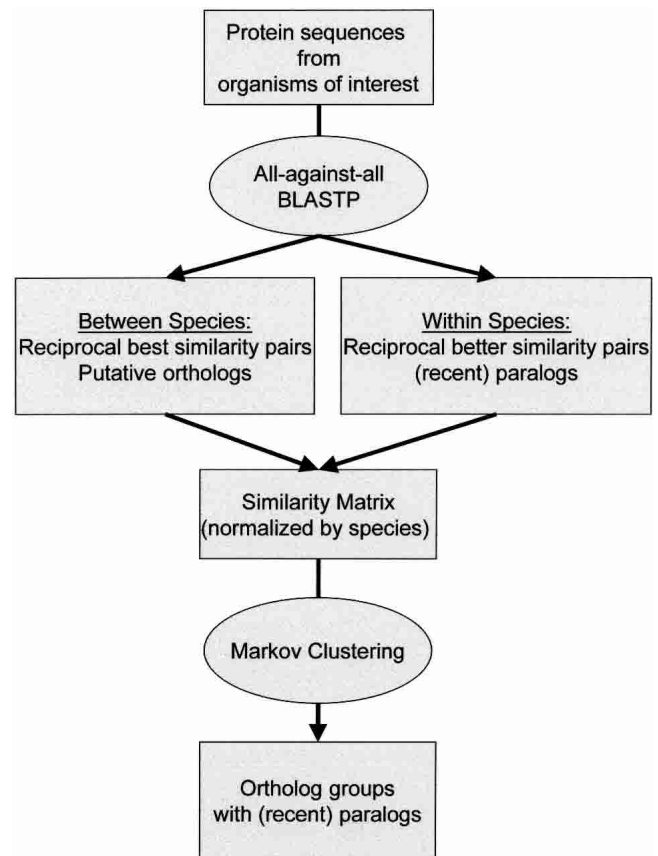 Protein sequences
from
organisms of interest
All-against-all
BLASTP
Between Species:
Reciprocal best similarity pairs
Putative orthologs
Within Species:
Reciprocal better similarity pairs
(recent) paralogs
Similarity Matrix
(normalized by species)
Markov Clustering
Ortholog groups
with (recent) paralogs